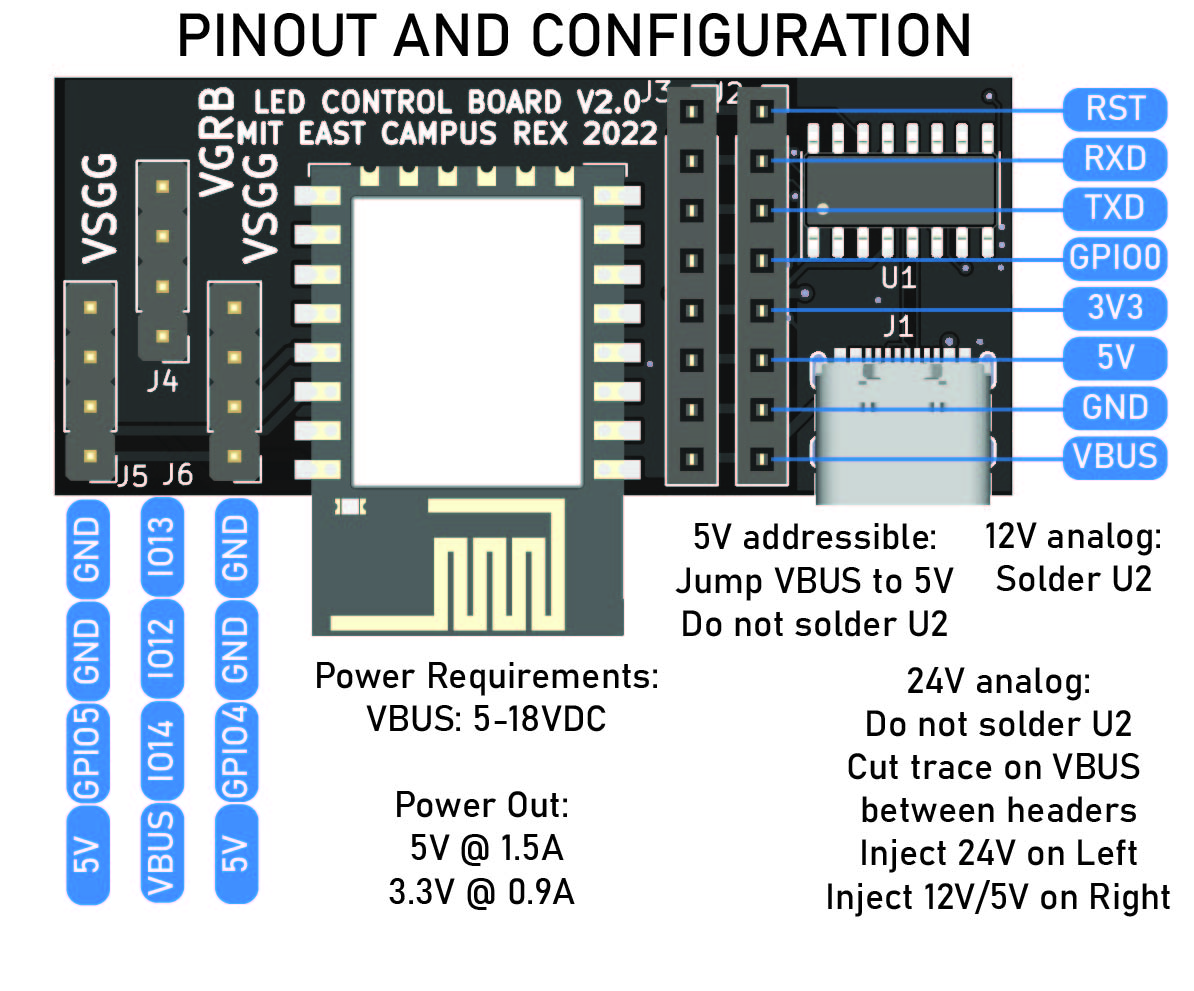 PINOUT AND CONFIGURATION
LED CONTROL BOARD V2.0
MIT EAST CAMPUS REX 2022
J3
J2
VGRB
VSGG
VSGG
J4
J5
J6
U1
J1
RST
RXD
TXD
GPIO0
3V3
5V
GND
VBUS
GND
GND
GPIO5
5V
IO13
IO12
IO14
VBUS
GND
GND
GPIO4
5V
5V addressible:
Jump VBUS to 5V
Do not solder U2
12V analog:
Solder U2
Power Requirements:
VBUS: 5-18VDC
Power Out:
5V @ 1.5A
3.3V @ 0.9A
24V analog:
Do not solder U2
Cut trace on VBUS
between headers
Inject 24V on Left
Inject 12V/5V on Right